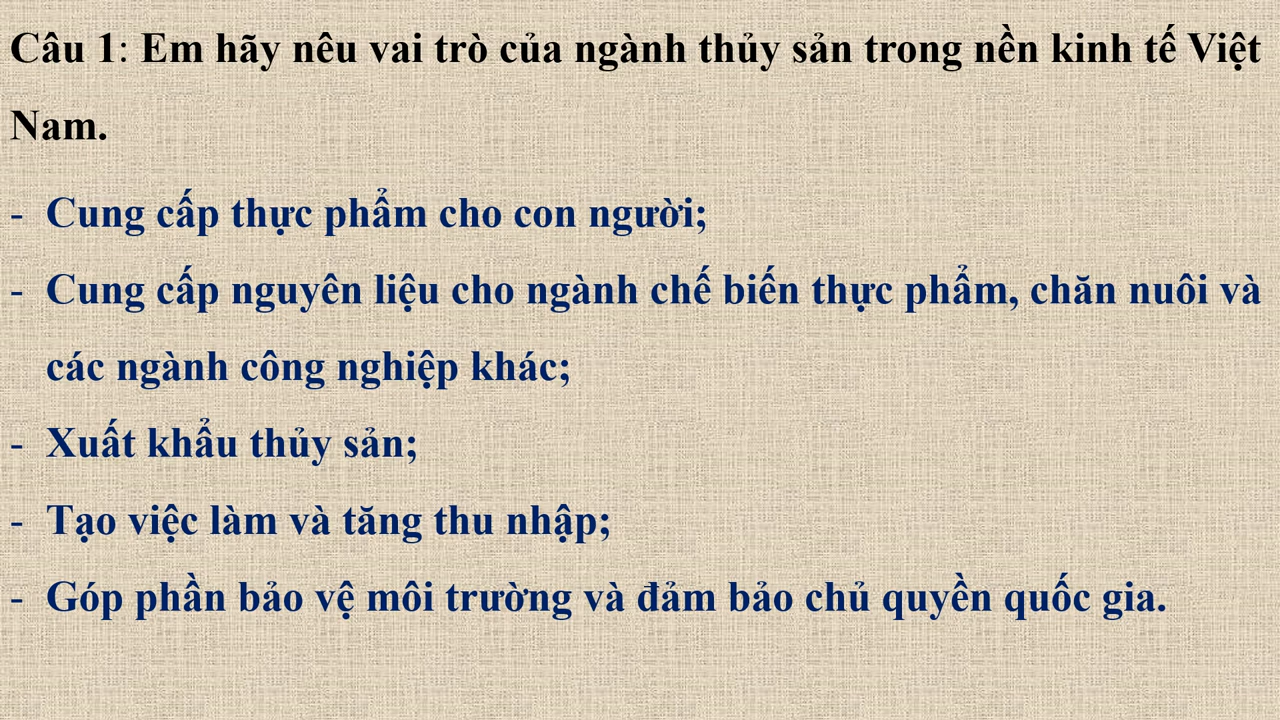 Câu 1: Em hãy nêu vai trò của ngành thủy sản trong nền kinh tế Việt
Nam.
- Cung cấp thực phẩm cho con người;
- Cung cấp nguyên liệu cho ngành chế biến thực phẩm, chăn nuôi và
các ngành công nghiệp khác;
- Xuất khẩu thủy sản;
- Tạo việc làm và tăng thu nhập;
- Góp phần bảo vệ môi trường và đảm bảo chủ quyền quốc gia.